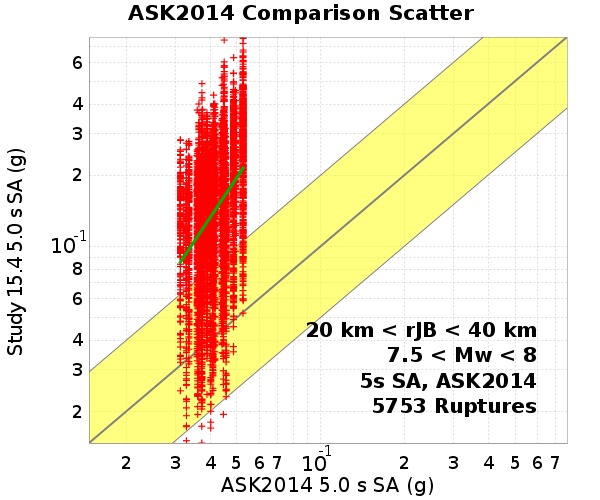 ASK2014 Comparison Scatter
Study 15.4 5.0 s SA (g)
6
4
3
2
10-1
8
6
4
3
2
20 km < rJB < 40 km
7.5 < Mw < 8
5s SA, ASK2014
5753 Ruptures
2 3 4 5 6 7 10-1 2 3 4 5 6 7
ASK2014 5.0 s SA (g)